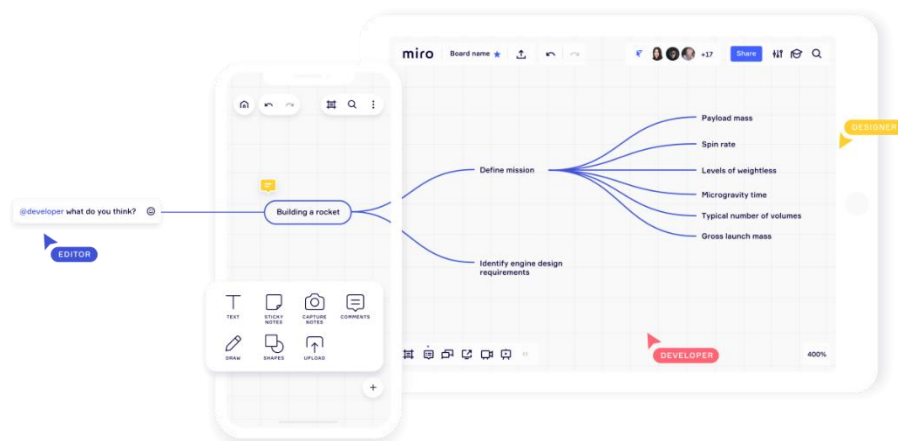 miro
Board name
+17
Share
Payload mass
DESIGNER
Spin rate
Define mission
Levels of weightless
Microgravity time
@developer what do you think?
Building a rocket
Typical number of volumes
Gross launch mass
EDITOR
Identify engine design
requirements
TEXT
STICKY
NOTES
CAPTURE
NOTES
COMMENTS
DRAW
SHAPES
UPLOAD
DEVELOPER
400%